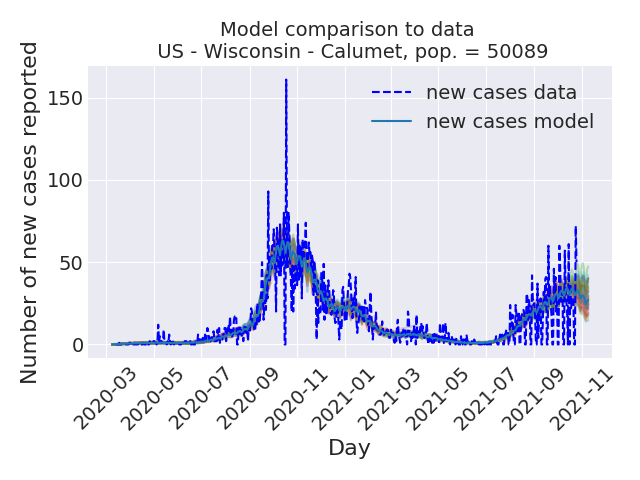 Model comparison to data
US - Wisconsin - Calumet, pop. = 50089
Number of new cases reported
150
100
50
0
new cases data
new cases model
2020-03
2020-05
2020-07
2020-09
2020-11
2021-01
2021-03
2021-05
2021-07
2021-09
2021-11
Day